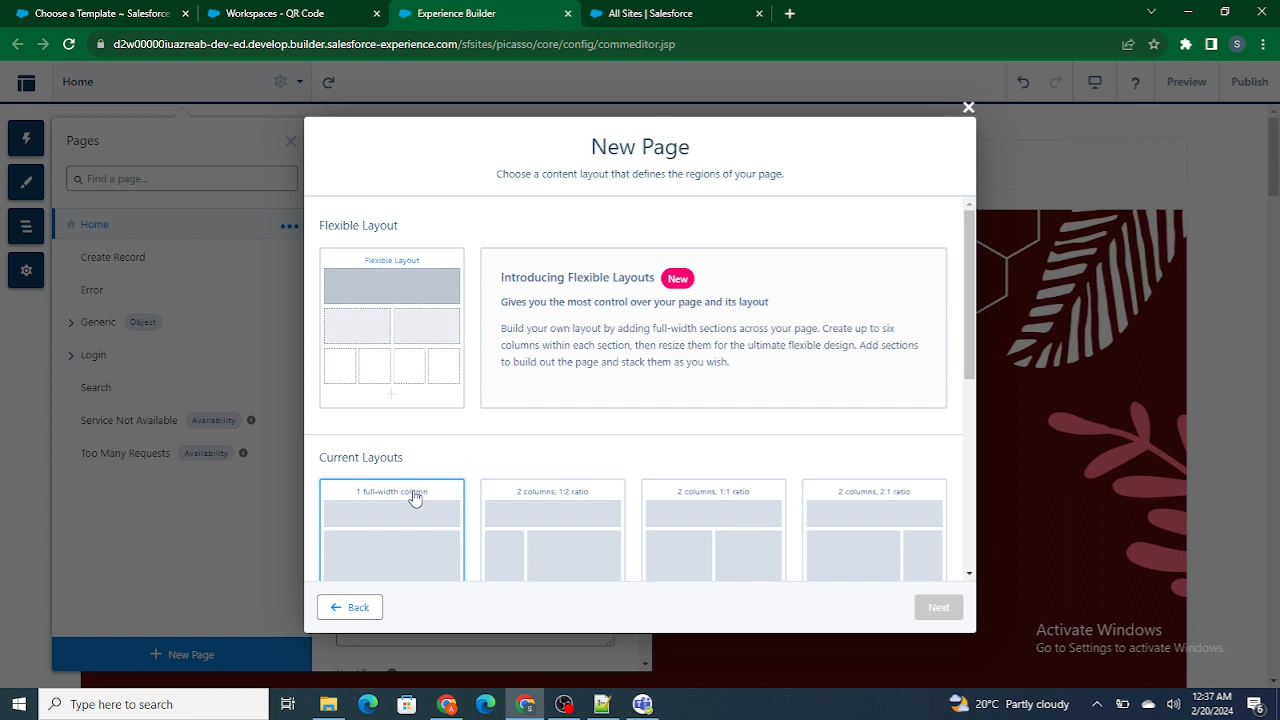 Choose a Template - Salesforce
Workspaces - QR Code
Experience Builder
All Sites | Salesforce
d2w00000iuazreab-dev-ed.develop.builder.salesforce-experience.com/sfsites/picasso/core/config/commeditor.jsp
S
Home
?
Preview
Publish
Pages
Find a page...
Home
Create Record
Error
Generic Object
Login
Search
Service Not Available Availability
Too Many Requests Availability
+ New Page
New Page
Choose a content layout that defines the regions of your page.
Flexible Layout
Flexible Layout
Introducing Flexible Layouts New
Gives you the most control over your page and its layout
Build your own layout by adding full-width sections across your page. Create up to six
columns within each section, then resize them for the ultimate flexible design. Add sections
to build out the page and stack them as you wish.
Current Layouts
1 full-width column
2 columns, 1:2 ratio
2 columns, 1:1 ratio
2 columns, 2:1 ratio
Back
Next
Activate Windows
Go to Settings to activate Windows.
Type here to search
20°C Partly cloudy
12:37 AM
2/20/2024
6